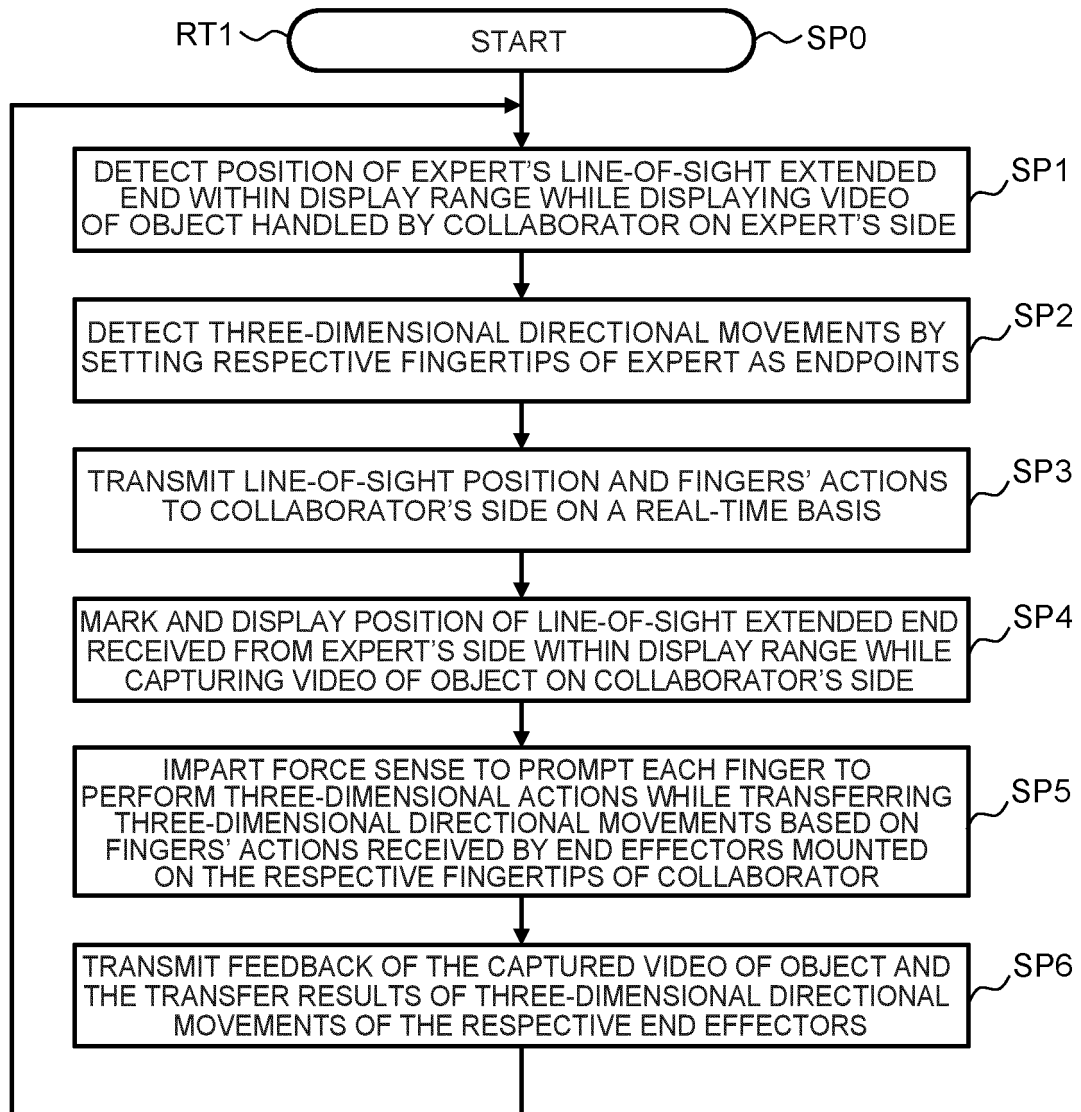 RT1
START
SP0
DETECT POSITION OF EXPERT'S LINE-OF-SIGHT EXTENDED
END WITHIN DISPLAY RANGE WHILE DISPLAYING VIDEO
OF OBJECT HANDLED BY COLLABORATOR ON EXPERT'S SIDE
SP1
DETECT THREE-DIMENSIONAL DIRECTIONAL MOVEMENTS BY
SETTING RESPECTIVE FINGERTIPS OF EXPERT AS ENDPOINTS
SP2
TRANSMIT LINE-OF-SIGHT POSITION AND FINGERS' ACTIONS
TO COLLABORATOR'S SIDE ON A REAL-TIME BASIS
SP3
MARK AND DISPLAY POSITION OF LINE-OF-SIGHT EXTENDED END
RECEIVED FROM EXPERT'S SIDE WITHIN DISPLAY RANGE WHILE
CAPTURING VIDEO OF OBJECT ON COLLABORATOR'S SIDE
SP4
IMPART FORCE SENSE TO PROMPT EACH FINGER TO
PERFORM THREE-DIMENSIONAL ACTIONS WHILE TRANSFERRING
THREE-DIMENSIONAL DIRECTIONAL MOVEMENTS BASED ON
FINGERS' ACTIONS RECEIVED BY END EFFECTORS MOUNTED
ON THE RESPECTIVE FINGERTIPS OF COLLABORATOR
SP5
TRANSMIT FEEDBACK OF THE CAPTURED VIDEO OF OBJECT AND
THE TRANSFER RESULTS OF THREE-DIMENSIONAL DIRECTIONAL
MOVEMENTS OF THE RESPECTIVE END EFFECTORS
SP6